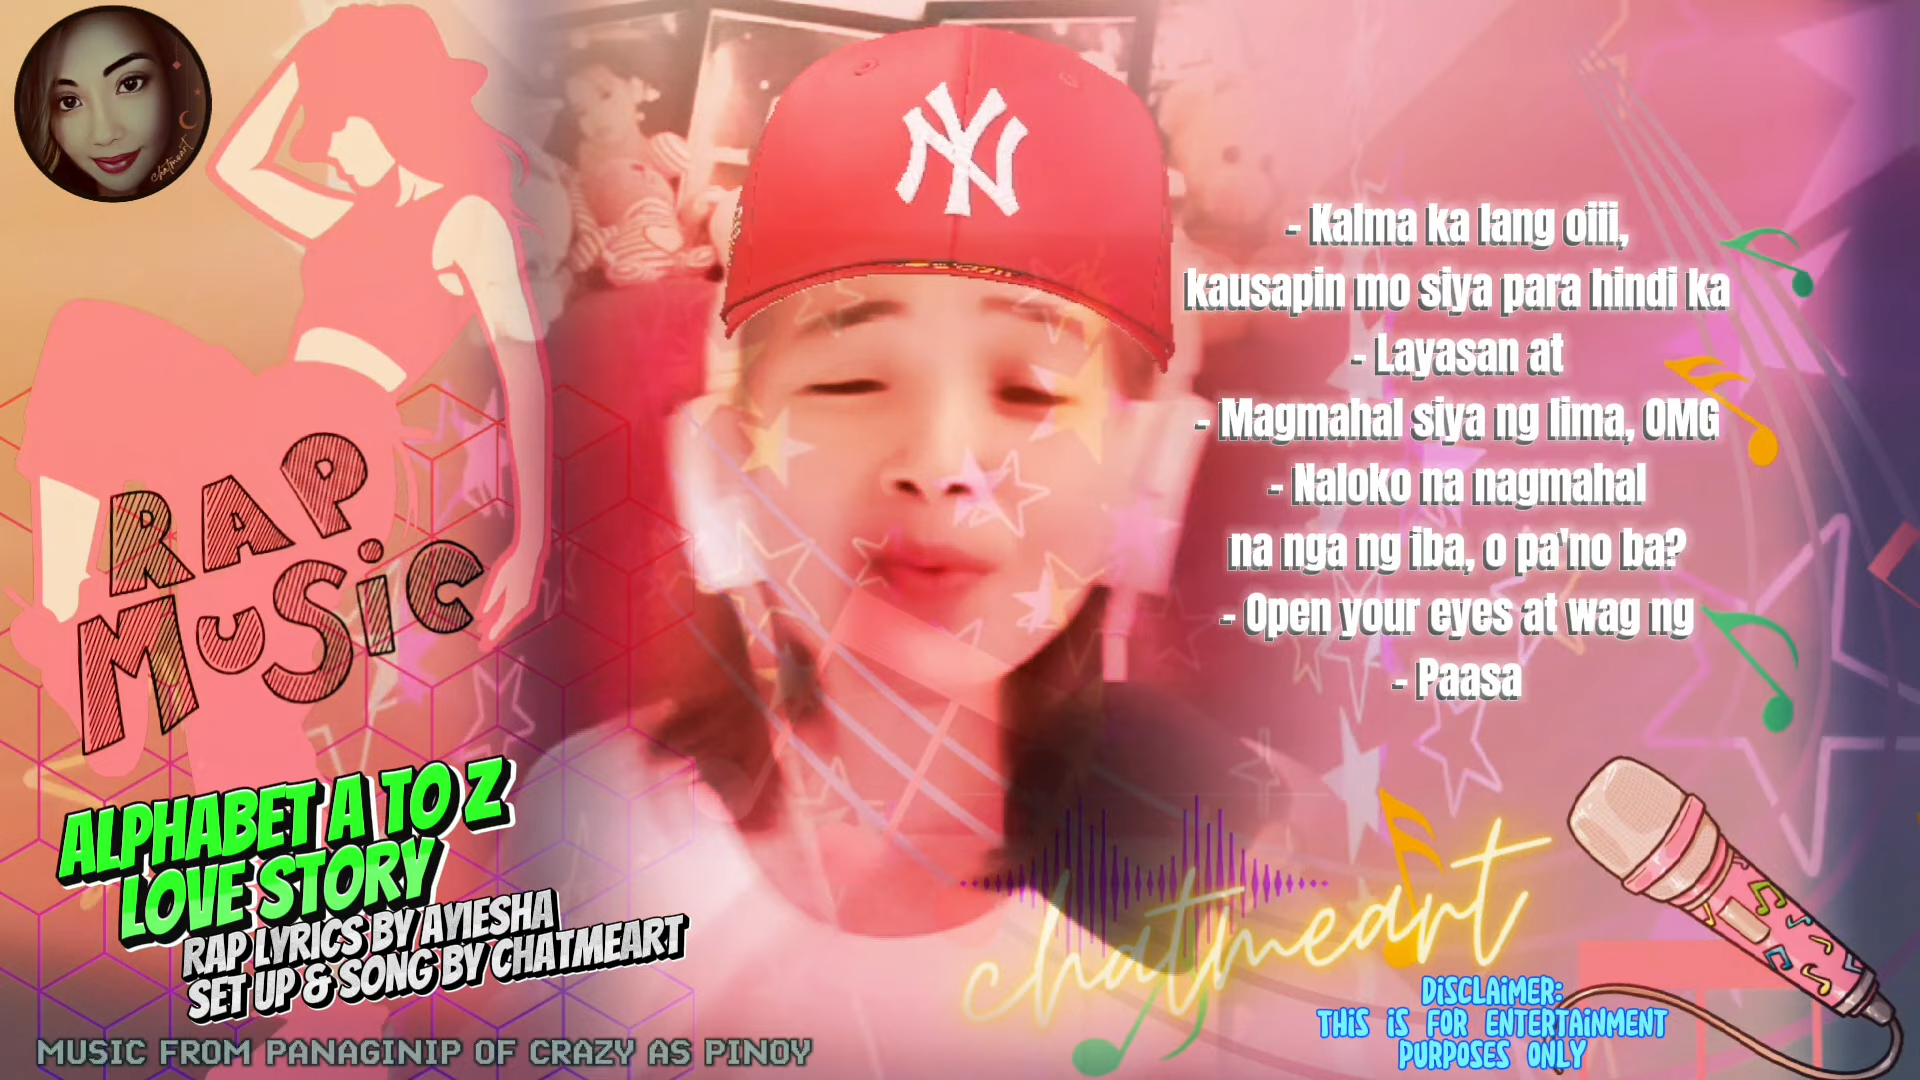 chatmeart
NY
RAP
MUSiC
ALPHABET A TO Z
LOVE STORY
RAP LYRICS BY AYIESHA
SET UP & SONG BY CHATMEART
MUSIC FROM PANAGINIP OF CRAZY AS PINOY
- Kalma ka lang oiii,
kausapin mo siya para hindi ka
- Layasan at
- Magmahal siya ng lima, OMG
- Naloko na nagmahal
na nga ng iba, o pa'no ba?
- Open your eyes at wag ng
- Paasa
chatmeart
DiSCLAiMER:
THiS iS FOR ENTERTAiNMENT
PURPOSES ONLY